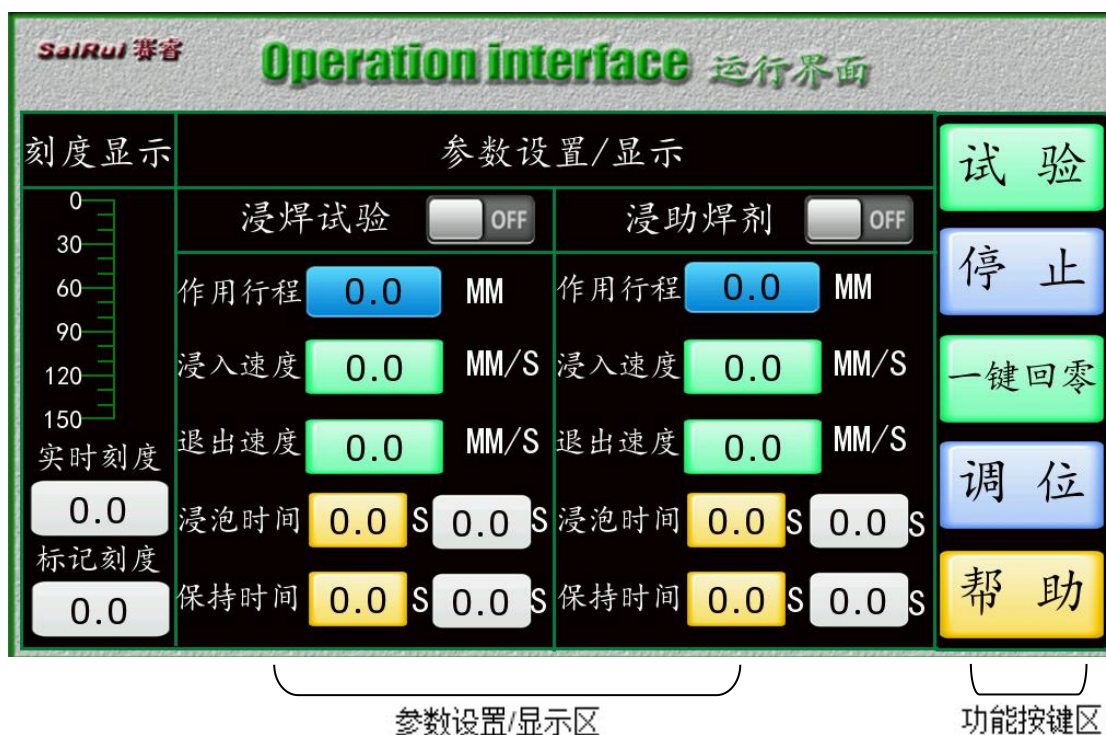 SaiRui 赛睿
Operation interface 运行界面
刻度显示
参数设置/显示
0
30
60
90
120
150
实时刻度
0.0
标记刻度
0.0
浸焊试验 OFF
作用行程 0.0 MM
浸入速度 0.0 MM/S
退出速度 0.0 MM/S
浸泡时间 0.0 S 0.0 S
保持时间 0.0 S 0.0 S
浸助焊剂 OFF
作用行程 0.0 MM
浸入速度 0.0 MM/S
退出速度 0.0 MM/S
浸泡时间 0.0 S 0.0 S
保持时间 0.0 S 0.0 S
试 验
停 止
一键回零
调 位
帮 助
参数设置/显示区
功能按键区